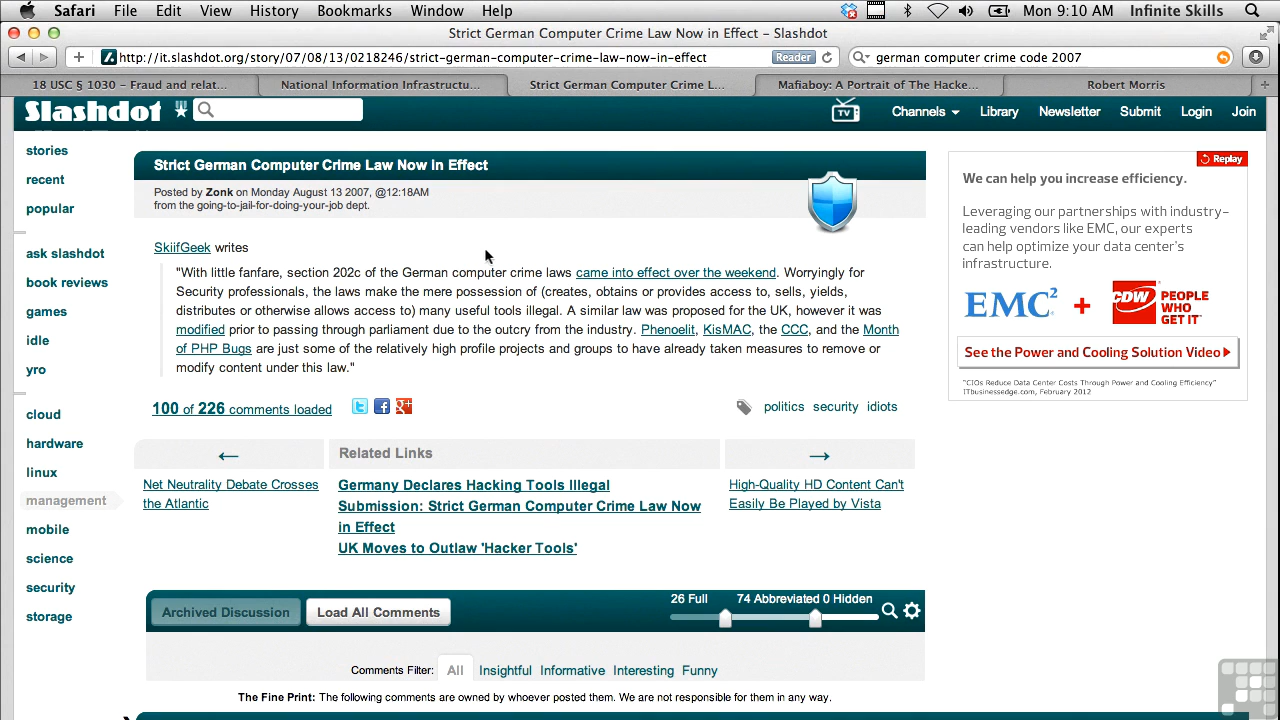 Safari File Edit View History Bookmarks Window Help Mon 9:10 AM Infinite Skills
Strict German Computer Crime Law Now in Effect – Slashdot
http://it.slashdot.org/story/07/08/13/0218246/strict-german-computer-crime-law-now-in-effect Reader german computer crime code 2007
18 USC § 1030 – Fraud and relat... National Information Infrastructu... Strict German Computer Crime L... Mafiaboy: A Portrait of The Hacke... Robert Morris
Slashdot TV Channels Library Newsletter Submit Login Join
stories
recent
popular
ask slashdot
book reviews
games
idle
yro
cloud
hardware
linux
management
mobile
science
security
storage
Strict German Computer Crime Law Now In Effect
Posted by Zonk on Monday August 13 2007, @12:18AM
from the going-to-jail-for-doing-your-job dept.
SkiifGeek writes
"With little fanfare, section 202c of the German computer crime laws came into effect over the weekend. Worryingly for
Security professionals, the laws make the mere possession of (creates, obtains or provides access to, sells, yields,
distributes or otherwise allows access to) many useful tools illegal. A similar law was proposed for the UK, however it was
modified prior to passing through parliament due to the outcry from the industry. Phenoelit, KisMAC, the CCC, and the Month
of PHP Bugs are just some of the relatively high profile projects and groups to have already taken measures to remove or
modify content under this law."
100 of 226 comments loaded politics security idiots
Net Neutrality Debate Crosses
the Atlantic
Related Links
Germany Declares Hacking Tools Illegal
Submission: Strict German Computer Crime Law Now
in Effect
UK Moves to Outlaw 'Hacker Tools'
High-Quality HD Content Can't
Easily Be Played by Vista
Archived Discussion Load All Comments 26 Full 74 Abbreviated 0 Hidden
Comments Filter: All Insightful Informative Interesting Funny
The Fine Print: The following comments are owned by whoever posted them. We are not responsible for them in any way.
Replay
We can help you increase efficiency.
Leveraging our partnerships with industry–
leading vendors like EMC, our experts
can help optimize your data center's
infrastructure.
EMC² + CDW PEOPLE
WHO
GET IT
See the Power and Cooling Solution Video
"CIOs Reduce Data Center Costs Through Power and Cooling Efficiency"
ITbusinessedge.com, February 2012